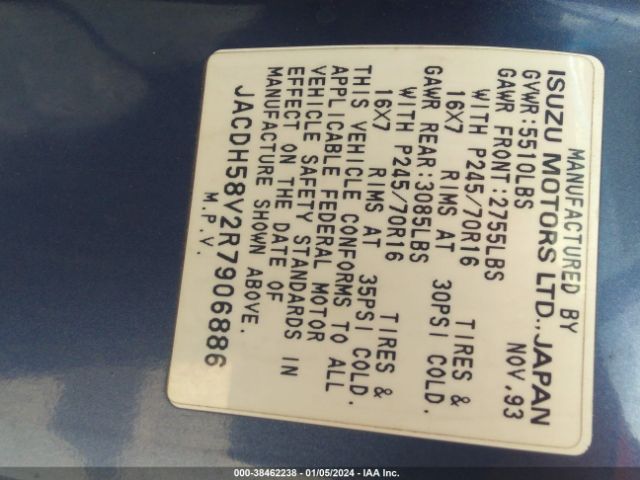 MANUFACTURED BY
ISUZU MOTORS LTD., JAPAN
GVWR:5510LBS NOV.93
GAWR FRONT:2755LBS
WITH P245/70R16 TIRES &
16X7 RIMS AT 30PSI COLD.
GAWR REAR:3085LBS
WITH P245/70R16 TIRES &
16X7 RIMS AT 35PSI COLD.
THIS VEHICLE CONFORMS TO ALL
APPLICABLE FEDERAL MOTOR
VEHICLE SAFETY STANDARDS IN
EFFECT ON THE DATE OF
MANUFACTURE SHOWN ABOVE.
JACDH58V2R7906886
M.P.V.
000-38462238 - 01/05/2024 - IAA Inc.